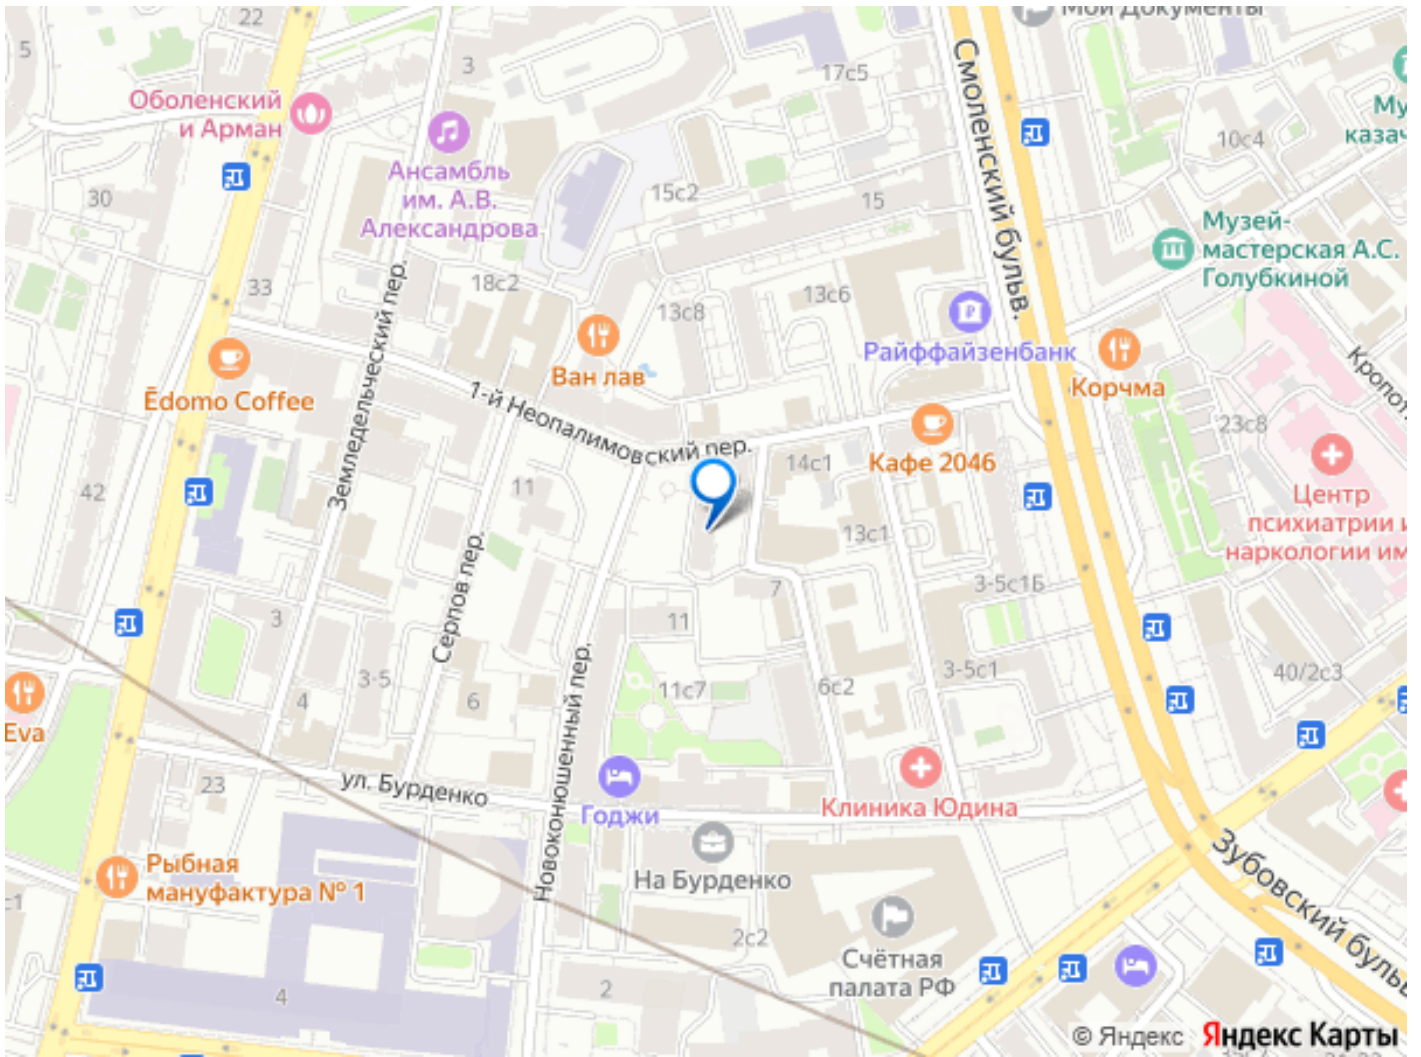 22
Мои документы
5
3
17с5
Смоленский бульв.
Оболенский
и Арман
Му
казач
10с4
Ансамбль
им. А.В.
Александрова
30
15с2
15
Музей-
мастерская А.С.
Голубкиной
33
18с2
13с8
13с6
Земледельческий пер.
Райффайзенбанк
Ван лав
Ēdomo Coffee
1-й Неопалимовский пер.
Корчма
Кропот
23с8
14с1
Кафе 2046
42
11
13с1
Центр
психиатрии и
наркологии им
Серпов пер.
3-5с1Б
7
3
11
3-5
11с7
6с2
3-5с1
40/2с3
4
6
Новоконюшенный пер.
Eva
23
ул. Бурденко
Годжи
Клиника Юдина
Рыбная
мануфактура № 1
На Бурденко
Зубовский бульв
с1
2с2
Счётная
палата РФ
4
2
© Яндекс Яндекс Карты